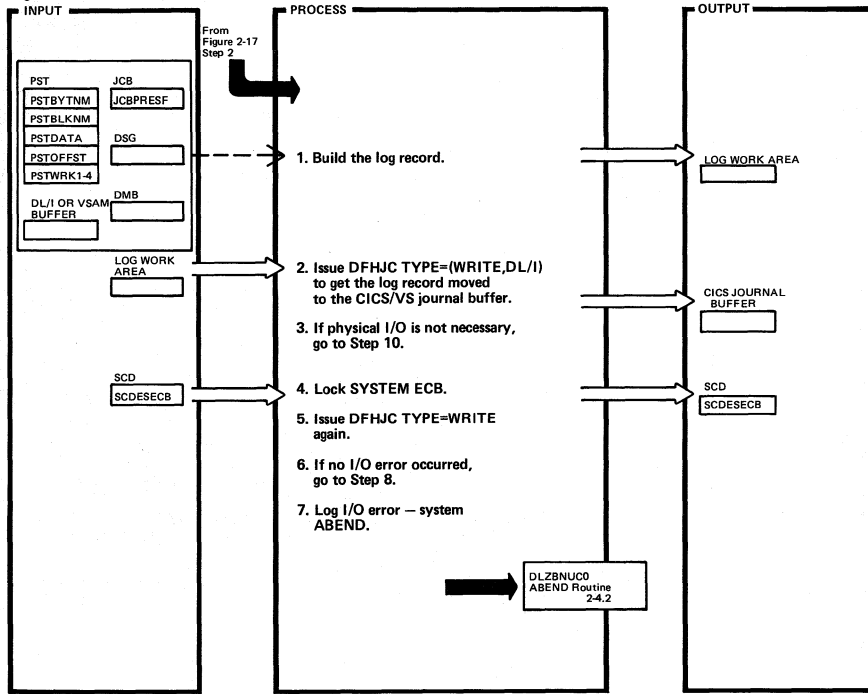 INPUT
PROCESS
OUTPUT
From
Figure 2-17
Step 2
PST
JCB
PSTBYTNM
JCBPRESF
PSTBLKNM
PSTDATA
DSG
PSTOFFST
PSTWRK1-4
DMB
DL/I OR VSAM
BUFFER
1. Build the log record.
LOG WORK AREA
LOG WORK
AREA
2. Issue DFHJC TYPE=(WRITE,DL/I)
to get the log record moved
to the CICS/VS journal buffer.
CICS JOURNAL
BUFFER
3. If physical I/O is not necessary,
go to Step 10.
SCD
SCDESECB
4. Lock SYSTEM ECB.
SCD
SCDESECB
5. Issue DFHJC TYPE=WRITE
again.
6. If no I/O error occurred,
go to Step 8.
7. Log I/O error — system
ABEND.
DLZBNUC0
ABEND Routine
2-4.2